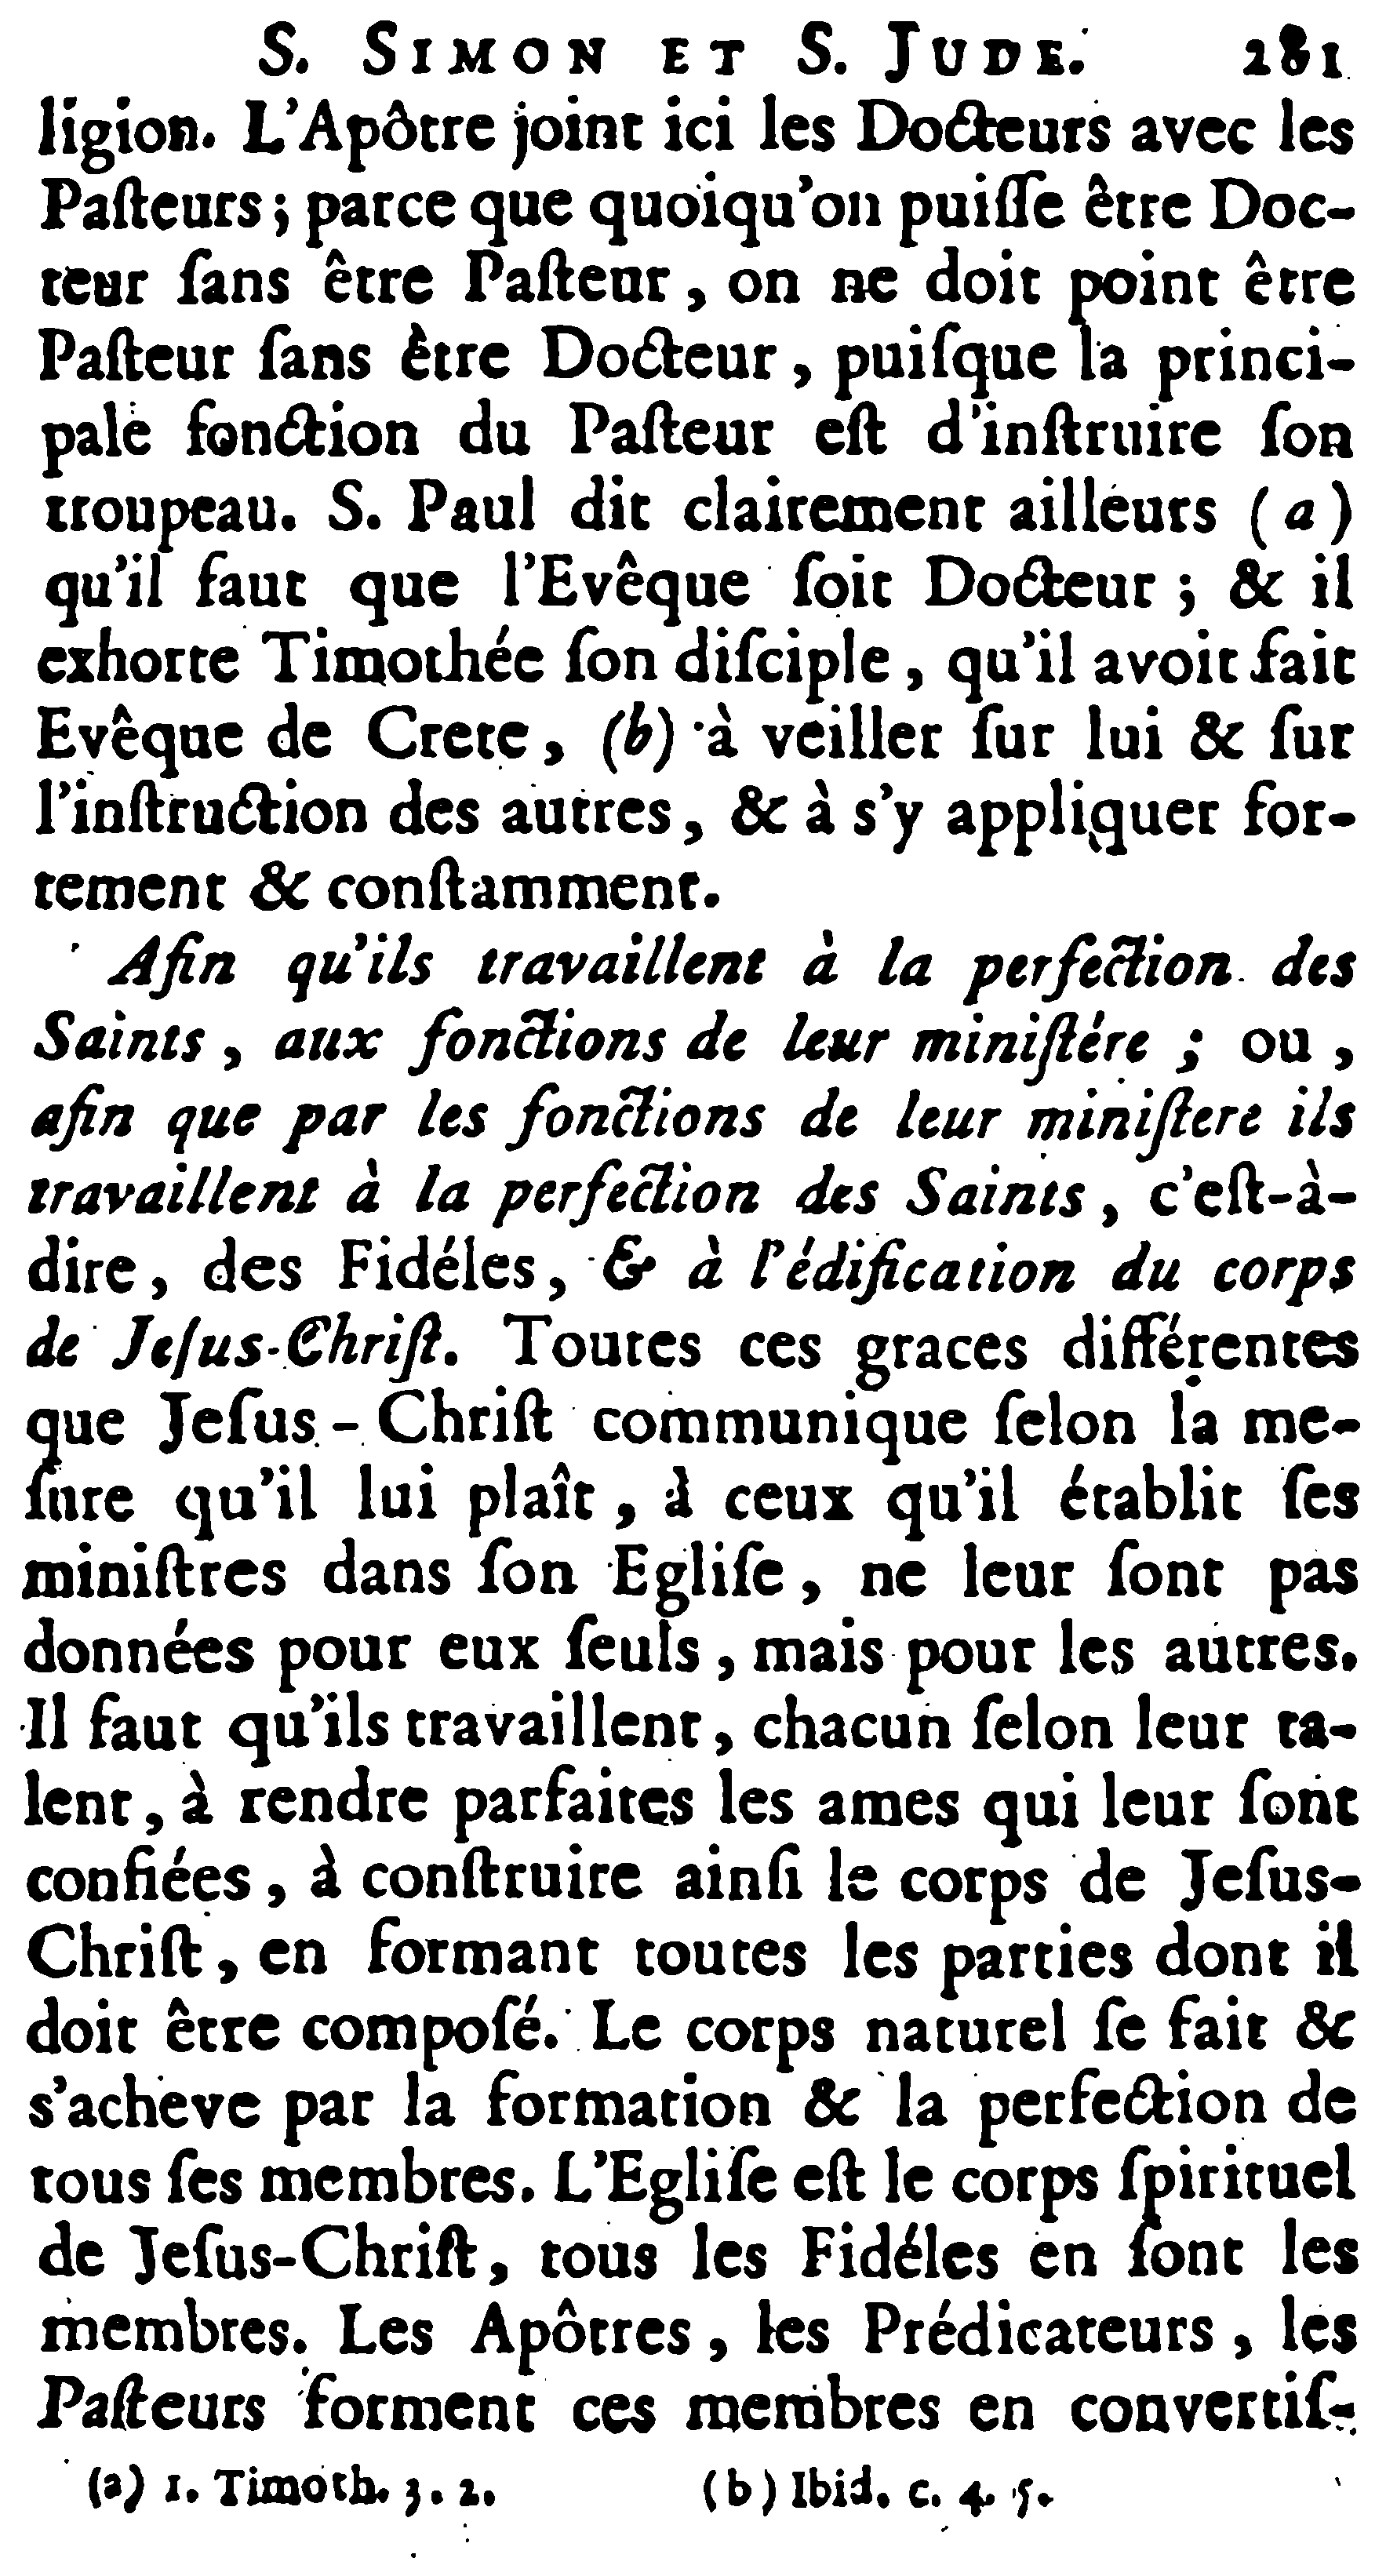 S. SIMON ET S. JUDE. 281
ligion. L'Apôtre joint ici les Docteurs avec les
Paſteurs ; parce que quoiqu'on puiſſe être Doc-
teur ſans être Paſteur, on ne doit point être
Paſteur ſans être Docteur, puiſque la princi-
pale fonction du Paſteur eſt d'inſtruire ſon
troupeau. S. Paul dit clairement ailleurs (a)
qu'il faut que l'Evêque ſoit Docteur ; & il
exhorte Timothée ſon diſciple, qu'il avoit fait
Evêque de Crete, (b) à veiller ſur lui & ſur
l'inſtruction des autres, & à s'y appliquer for-
tement & conſtamment.
Afin qu'ils travaillent à la perfection des
Saints, aux fonctions de leur miniſtére ; ou,
afin que par les fonctions de leur miniſtere ils
travaillent à la perfection des Saints, c'eſt-à-
dire, des Fidéles, & à l'édification du corps
de Jeſus-Chriſt. Toutes ces graces différentes
que Jeſus-Chriſt communique ſelon la me-
ſure qu'il lui plaît, à ceux qu'il établit ſes
miniſtres dans ſon Egliſe, ne leur ſont pas
données pour eux ſeuls, mais pour les autres.
Il faut qu'ils travaillent, chacun ſelon leur ta-
lent, à rendre parfaites les ames qui leur ſont
confiées, à conſtruire ainſi le corps de Jeſus-
Chriſt, en formant toutes les parties dont il
doit être compoſé. Le corps naturel ſe fait &
s'acheve par la formation & la perfection de
tous ſes membres. L'Egliſe eſt le corps ſpirituel
de Jeſus-Chriſt, tous les Fidéles en ſont les
membres. Les Apôtres, les Prédicateurs, les
Paſteurs forment ces membres en convertiſ-
(a) 1. Timoth. 3. 2. (b) Ibid. c. 4. 5.